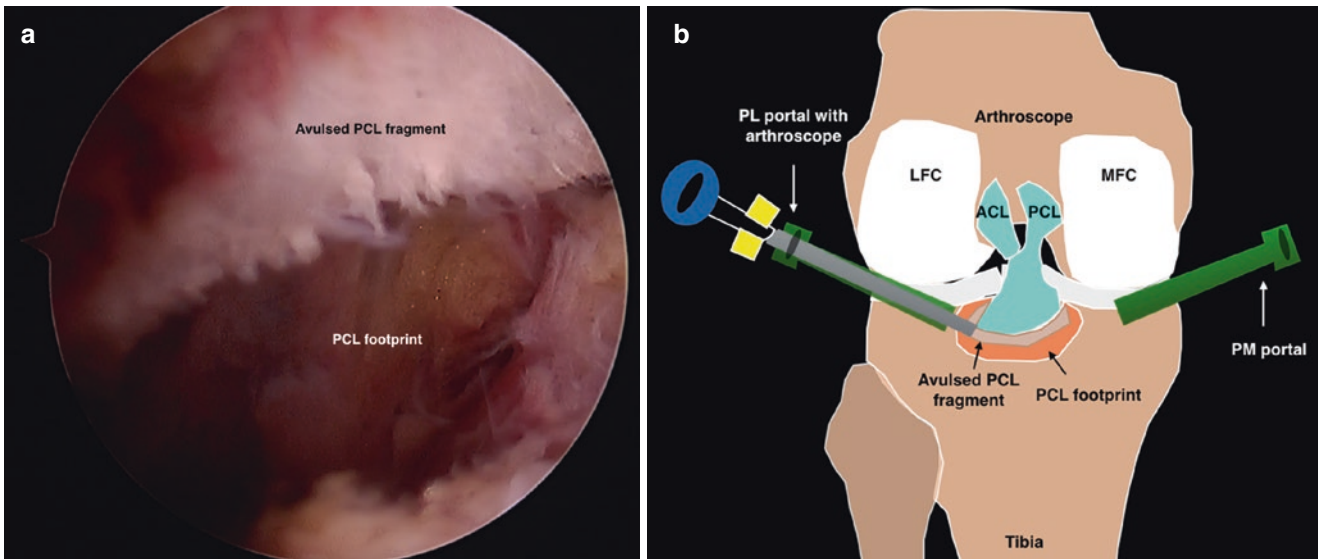 a
Avulsed PCL fragment
PCL footprint
b
PL portal with
arthroscope
Arthroscope
LFC
MFC
ACL
PCL
PM portal
Avulsed PCL
fragment
PCL footprint
Tibia